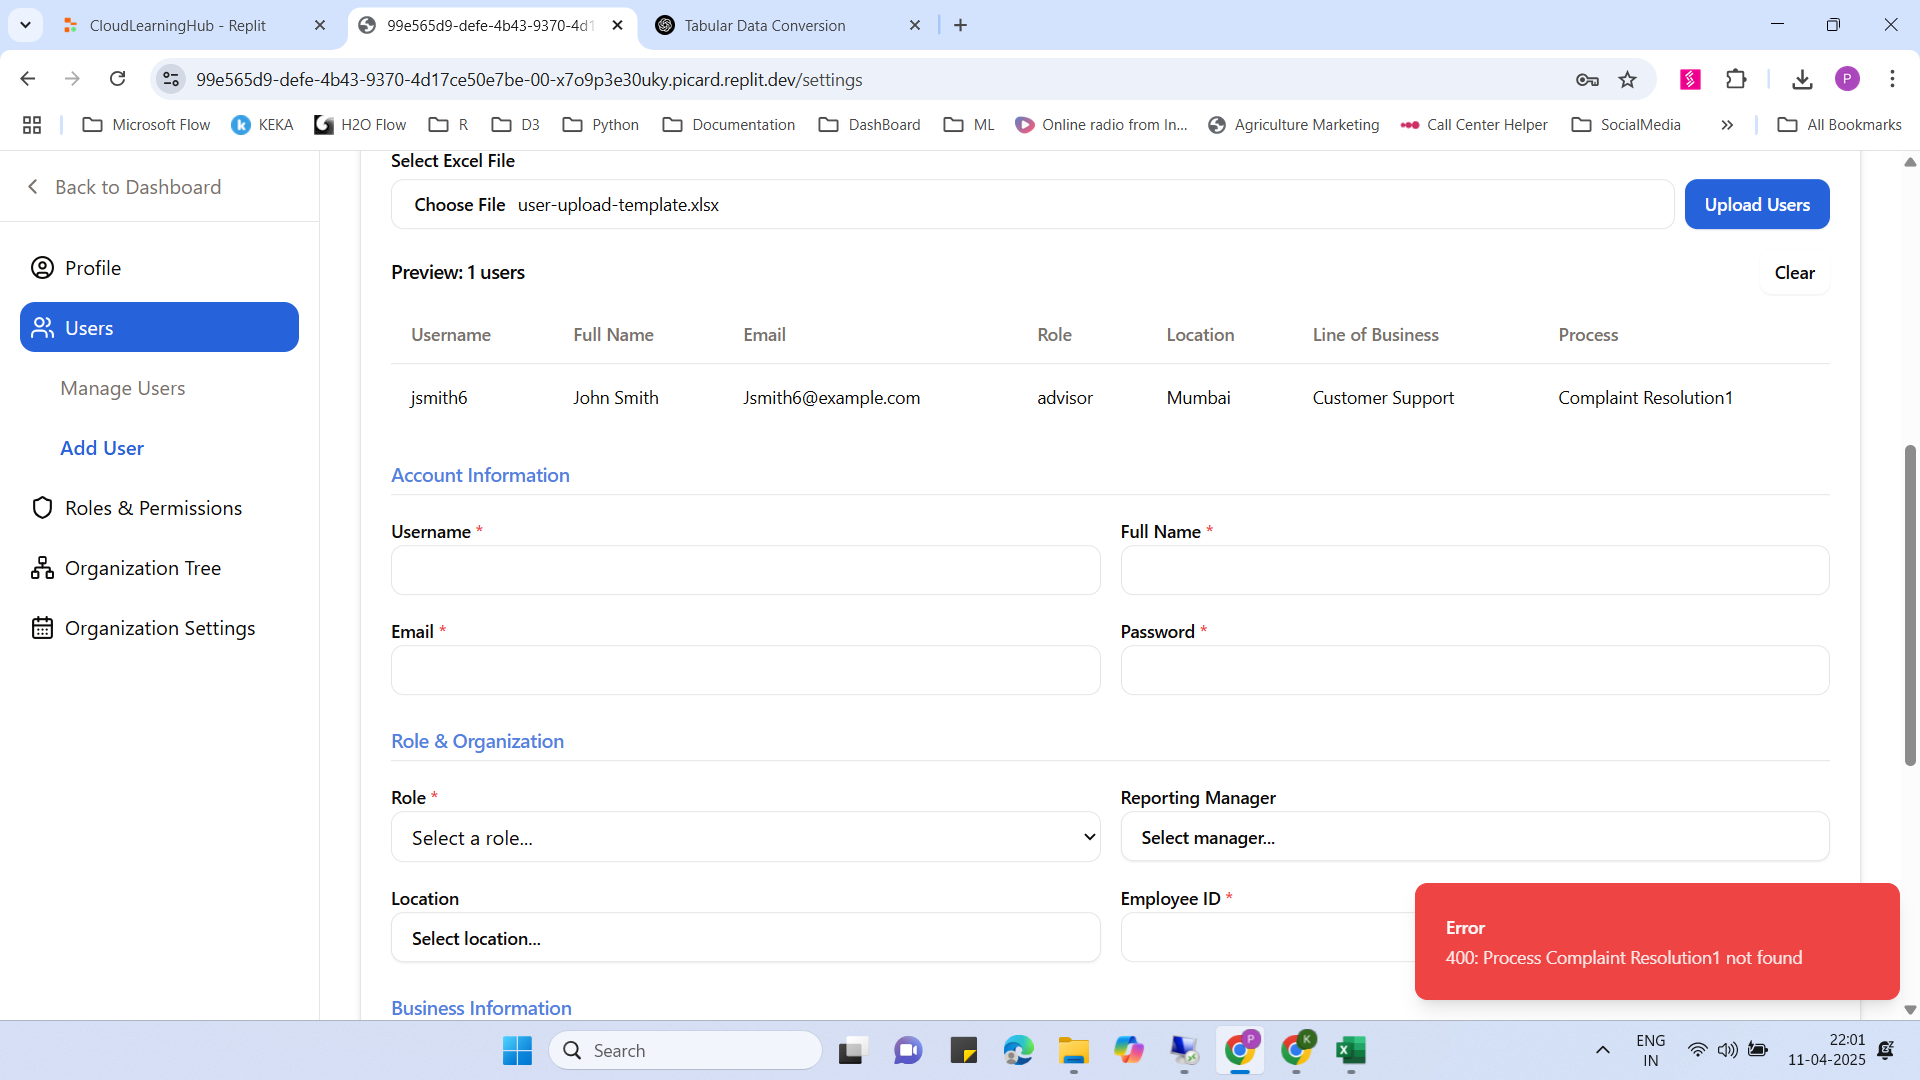 CloudLearningHub - Replit
99e565d9-defe-4b43-9370-4d1
Tabular Data Conversion
99e565d9-defe-4b43-9370-4d17ce50e7be-00-x7o9p3e30uky.picard.replit.dev/settings
P
Microsoft Flow
KEKA
H2O Flow
R
D3
Python
Documentation
DashBoard
ML
Online radio from In...
Agriculture Marketing
Call Center Helper
SocialMedia
All Bookmarks
Back to Dashboard
Profile
Users
Manage Users
Add User
Roles & Permissions
Organization Tree
Organization Settings
Select Excel File
Choose File user-upload-template.xlsx
Upload Users
Preview: 1 users
Clear
Username Full Name Email Role Location Line of Business Process
jsmith6 John Smith Jsmith6@example.com advisor Mumbai Customer Support Complaint Resolution1
Account Information
Username *
Full Name *
Email *
Password *
Role & Organization
Role *
Reporting Manager
Select a role...
Select manager...
Location
Employee ID *
Select location...
Error
400: Process Complaint Resolution1 not found
Business Information
Search
P
K
ENG
IN
22:01
11-04-2025